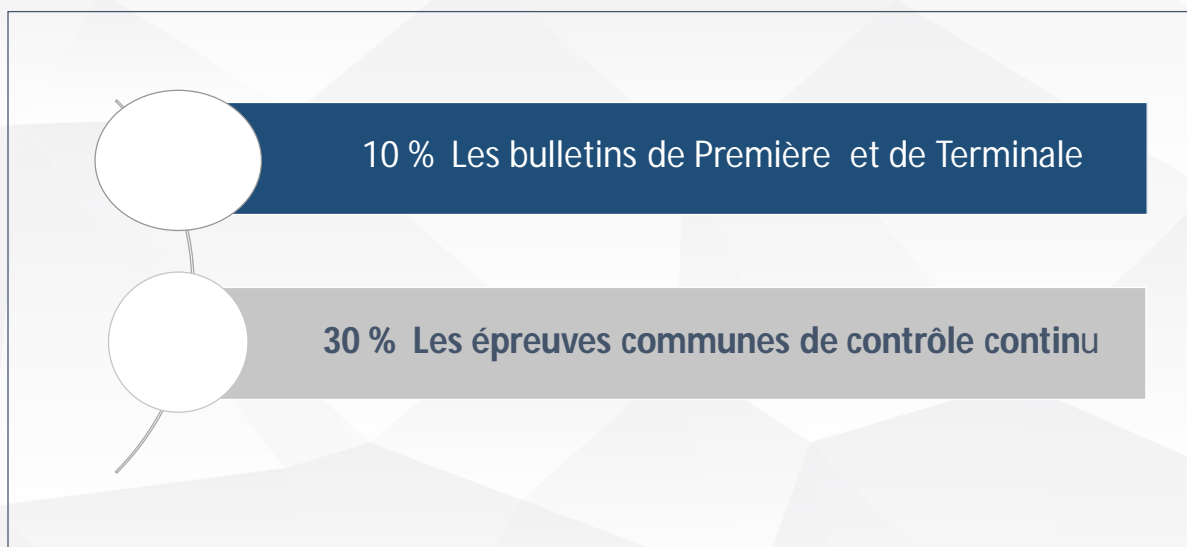 10 % Les bulletins de Première et de Terminale
30 % Les épreuves communes de contrôle continu